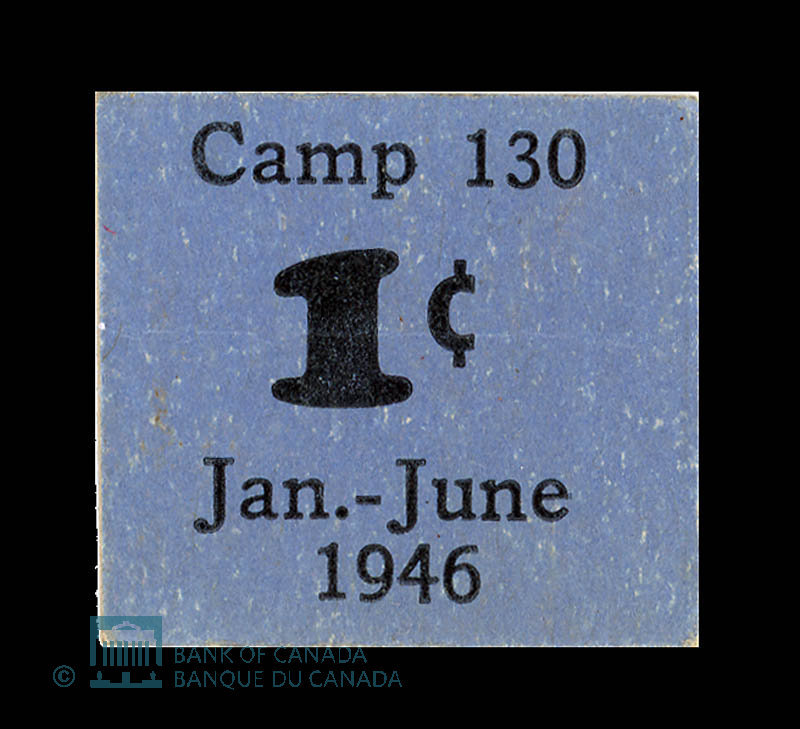 Camp 130
1¢
Jan.-June
1946
© BANK OF CANADA
BANQUE DU CANADA